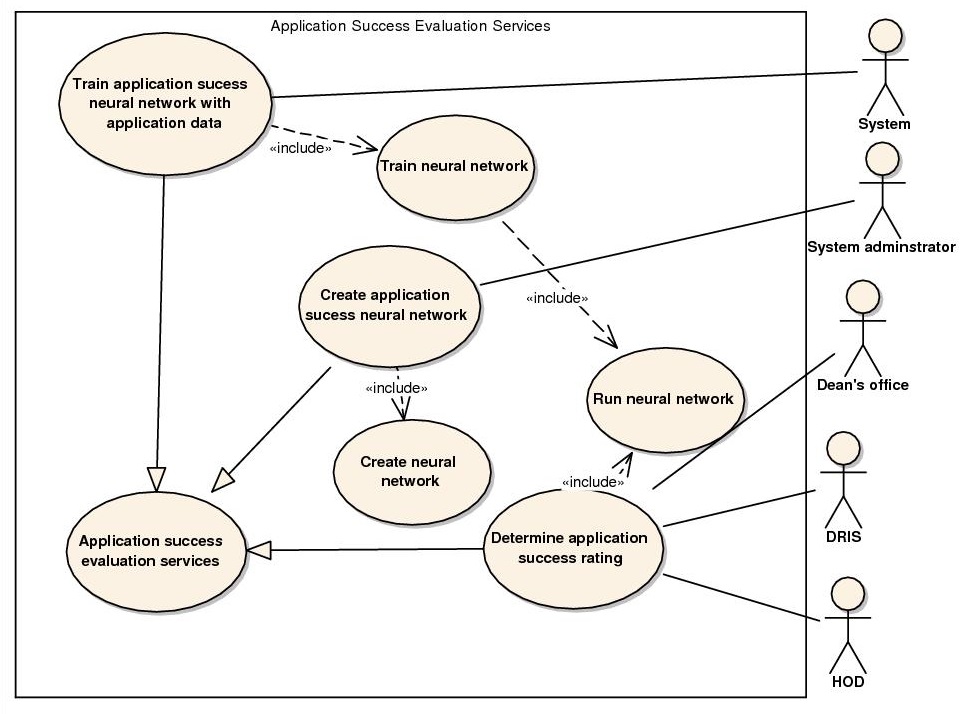 Application Success Evaluation Services
Train application sucess
neural network with
application data
System
«include»
Train neural network
System adminstrator
Create application
sucess neural network
«include»
Dean's office
«include»
Run neural network
Create neural
network
«include»
DRIS
Application success
evaluation services
Determine application
success rating
HOD